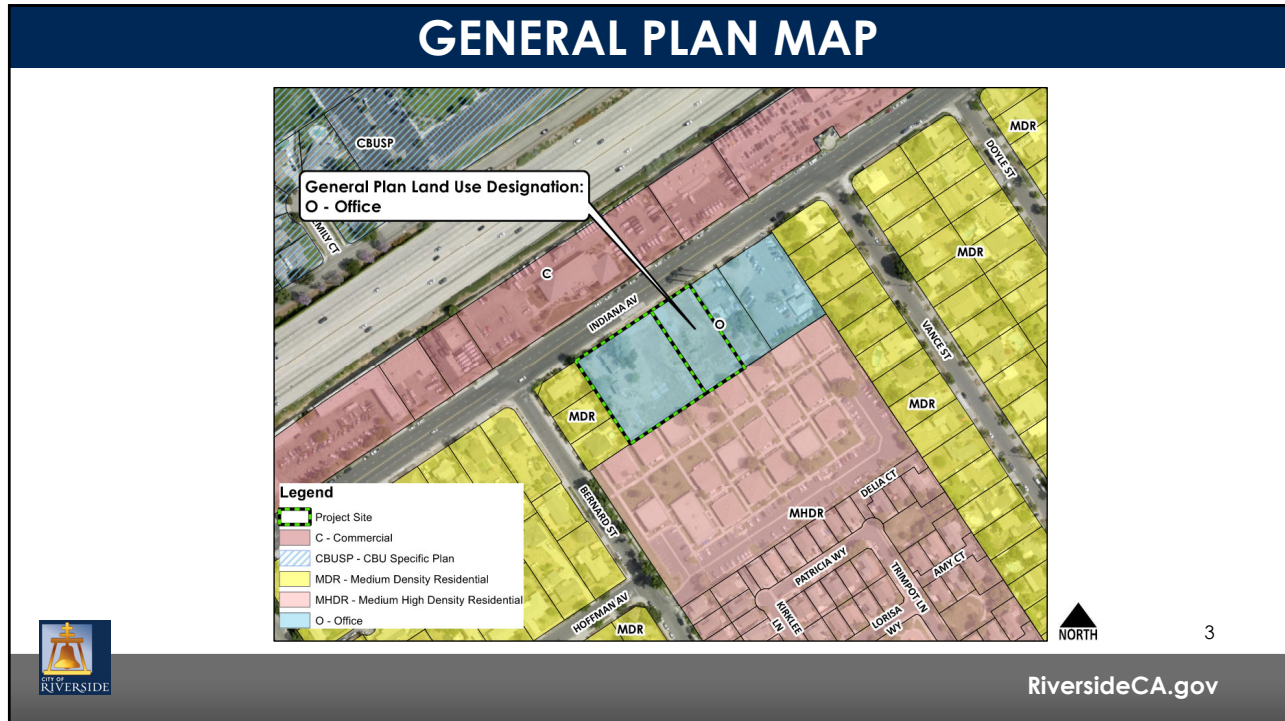 GENERAL PLAN MAP
CBUSP
MDR
DOYLE ST
General Plan Land Use Designation:
O - Office
EMILY CT
MDR
C
INDIANA AV
O
VANCE ST
MDR
MDR
Legend
Project Site
C - Commercial
CBUSP - CBU Specific Plan
MDR - Medium Density Residential
MHDR - Medium High Density Residential
O - Office
BERNARD ST
DELIA CT
MHDR
PATRICIA WY
AMY CT
TRIMPOT LN
KIRKLEE
LN
LORISA
WY
HOFFMAN AV
MDR
NORTH
3
CITY OF
RIVERSIDE
RiversideCA.gov